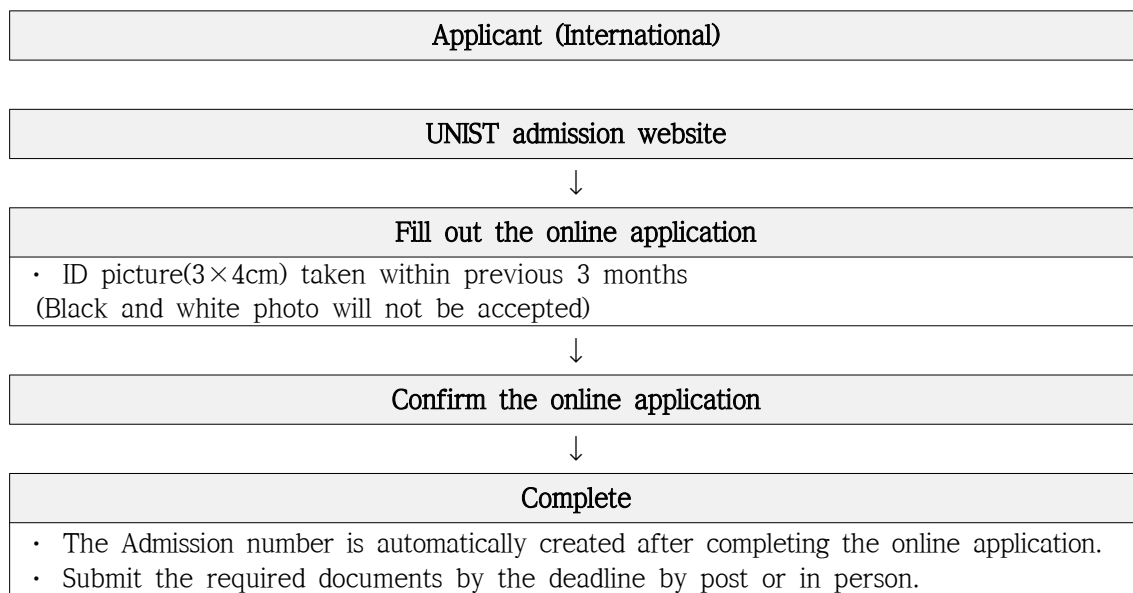 Applicant (International)
UNIST admission website
↓
Fill out the online application
· ID picture(3×4cm) taken within previous 3 months
(Black and white photo will not be accepted)
↓
Confirm the online application
↓
Complete
· The Admission number is automatically created after completing the online application.
· Submit the required documents by the deadline by post or in person.